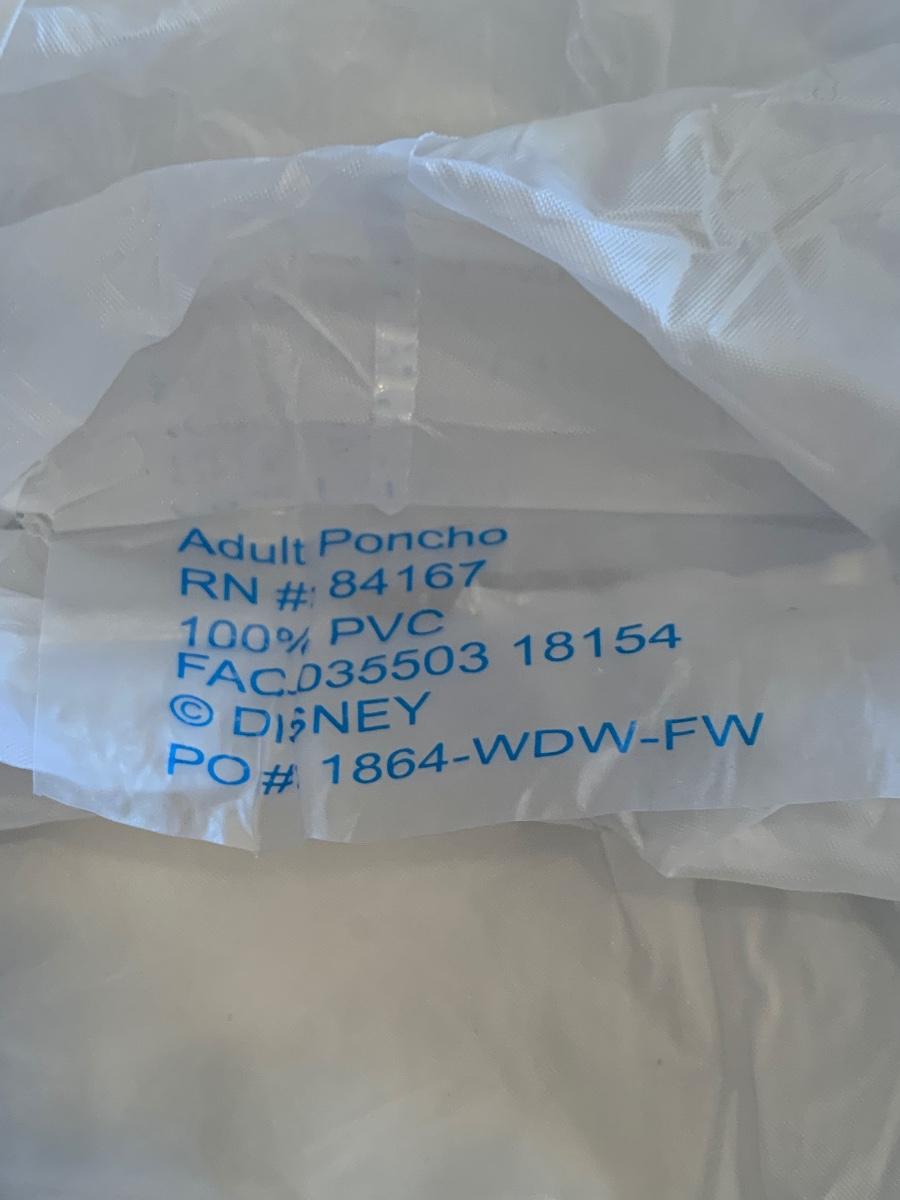 Adult Poncho
RN #: 84167
100% PVC
FAC.035503 18154
© DISNEY
PO #: 1864-WDW-FW